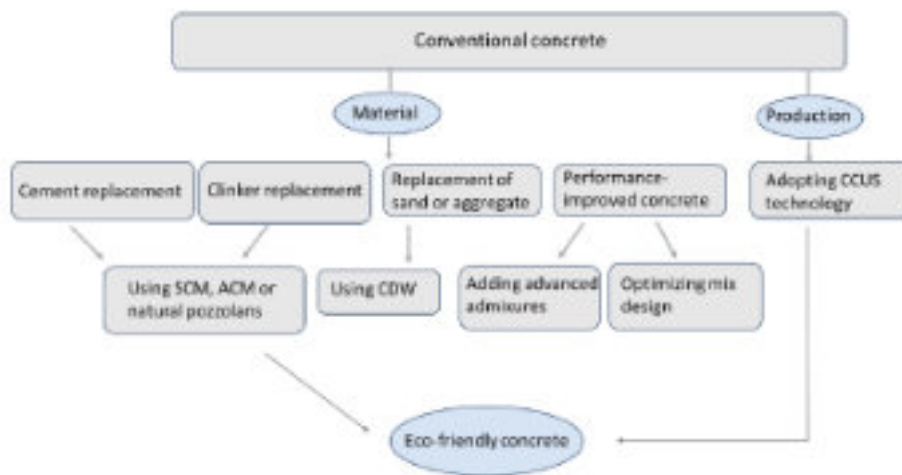 Conventional concrete
Material
Production
Cement replacement
Clinker replacement
Replacement of
sand or aggregate
Performance-
improved concrete
Adopting CCUS
technology
Using SCM, ACM or
natural pozzolans
Using CDW
Adding advanced
admixures
Optimizing mix
design
Eco-friendly concrete